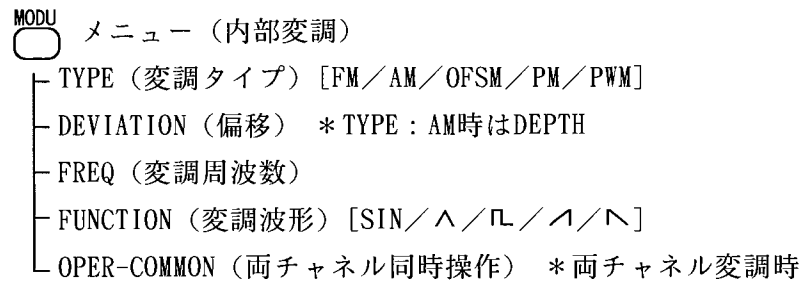 MODU
メニュー（内部変調）
TYPE（変調タイプ）[FM／AM／OFSM／PM／PWM]
DEVIATION（偏移）　＊TYPE：AM時はDEPTH
FREQ（変調周波数）
FUNCTION（変調波形）[SIN／／／／]
OPER-COMMON（両チャネル同時操作）　＊両チャネル変調時